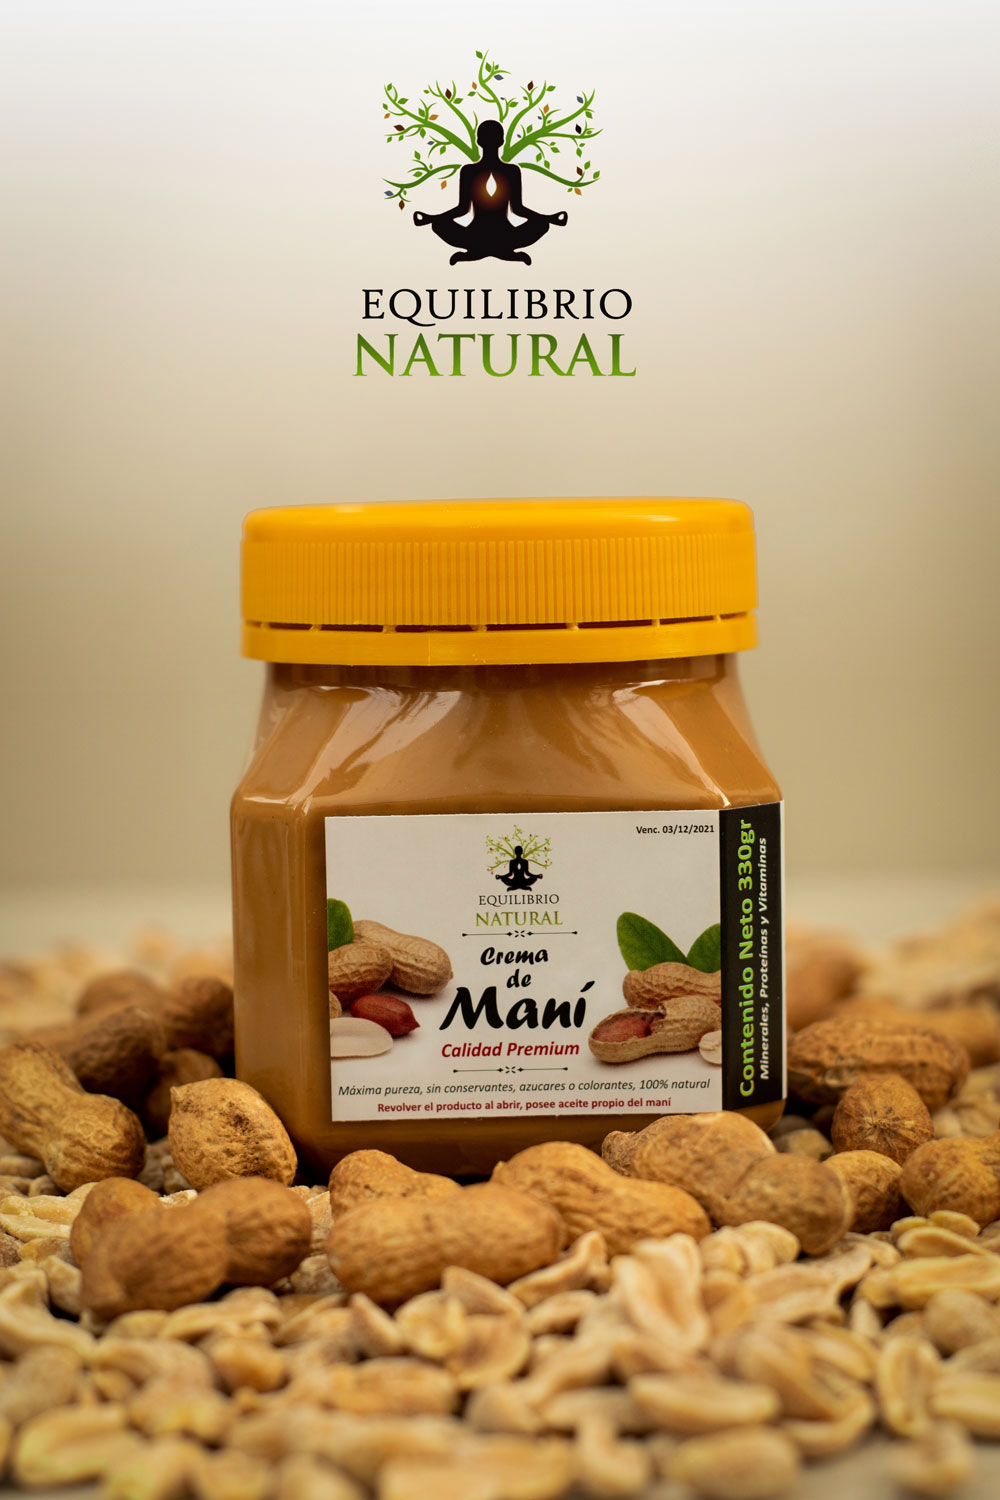 EQUILIBRIO
NATURAL
Venc. 03/12/2021
EQUILIBRIO
NATURAL
Crema
de
Maní
Calidad Premium
Máxima pureza, sin conservantes, azucares o colorantes, 100% natural
Revolver el producto al abrir, posee aceite propio del maní
Contenido Neto 330gr
Minerales, Proteínas y Vitaminas